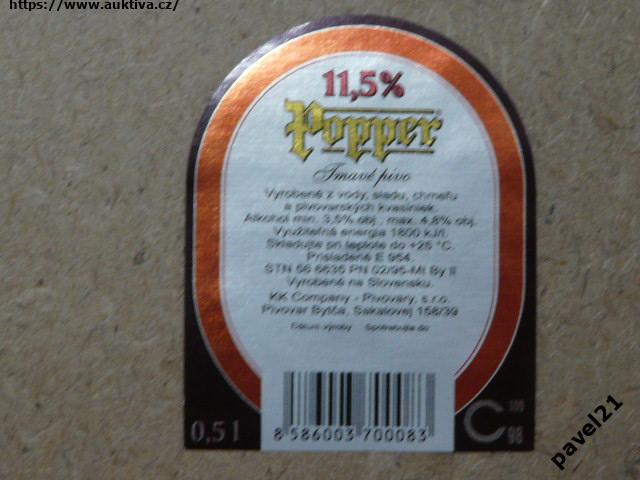 https://www.auktiva.cz/
11,5%
Popper
Tmavé pivo
Vyrobené z vody, sladu, chmeľu
a pivovarských kvasiniek.
Alkohol min. 3,5% obj., max. 4,8% obj.
Využiteľná energia 1800 kJ/l.
Skladujte pri teplote do +25 °C.
Prisladené E 954.
STN 56 6635 PN 02/95-MI By II
Vyrobené na Slovensku.
KK Company - Pivovary, s.r.o.
Pivovar Bytča, Sakalovej 158/39
Dátum výroby Spotrebujte do
0,5 l
8 586003 700083
98
pavel21